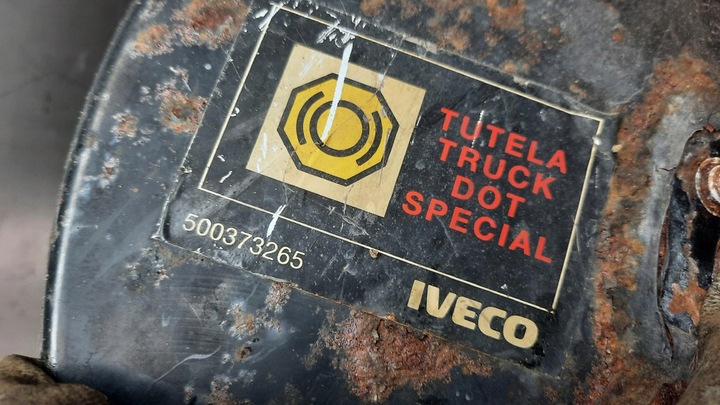 TUTELA
TRUCK
DOT
SPECIAL
500373265
IVECO